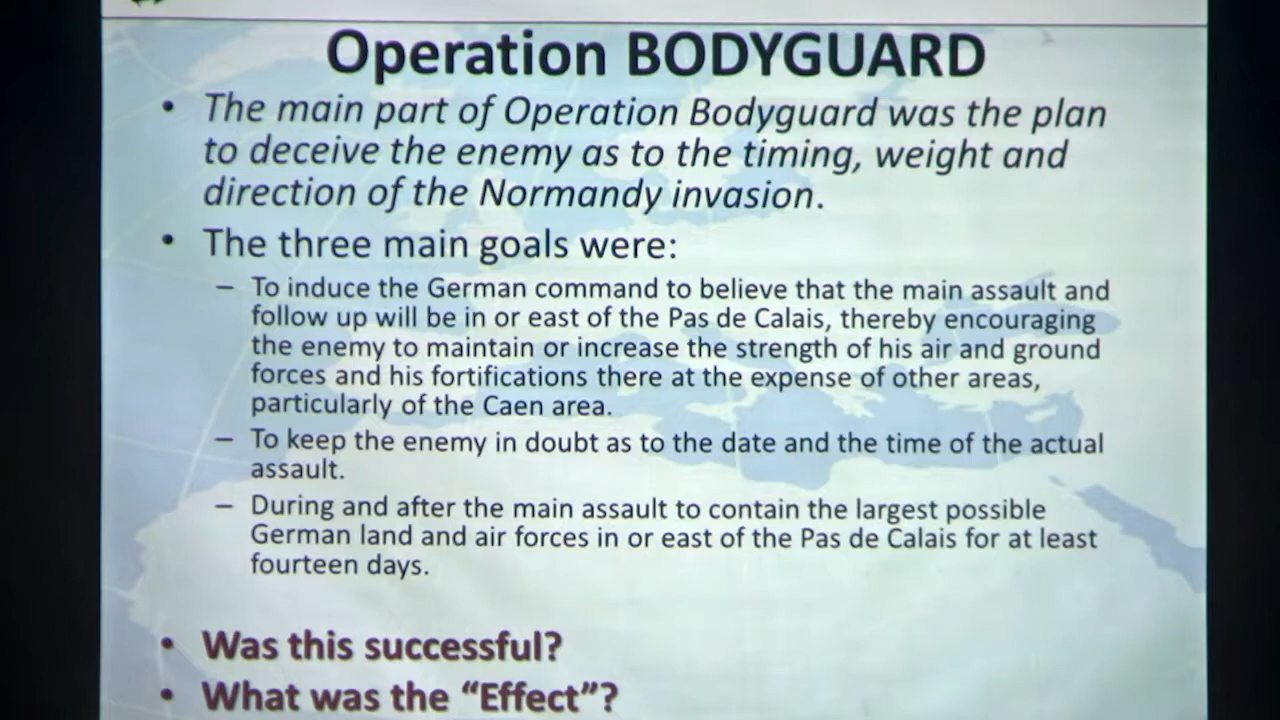 Operation BODYGUARD
• The main part of Operation Bodyguard was the plan
to deceive the enemy as to the timing, weight and
direction of the Normandy invasion.
• The three main goals were:
– To induce the German command to believe that the main assault and
follow up will be in or east of the Pas de Calais, thereby encouraging
the enemy to maintain or increase the strength of his air and ground
forces and his fortifications there at the expense of other areas,
particularly of the Caen area.
– To keep the enemy in doubt as to the date and the time of the actual
assault.
– During and after the main assault to contain the largest possible
German land and air forces in or east of the Pas de Calais for at least
fourteen days.
• Was this successful?
• What was the “Effect”?